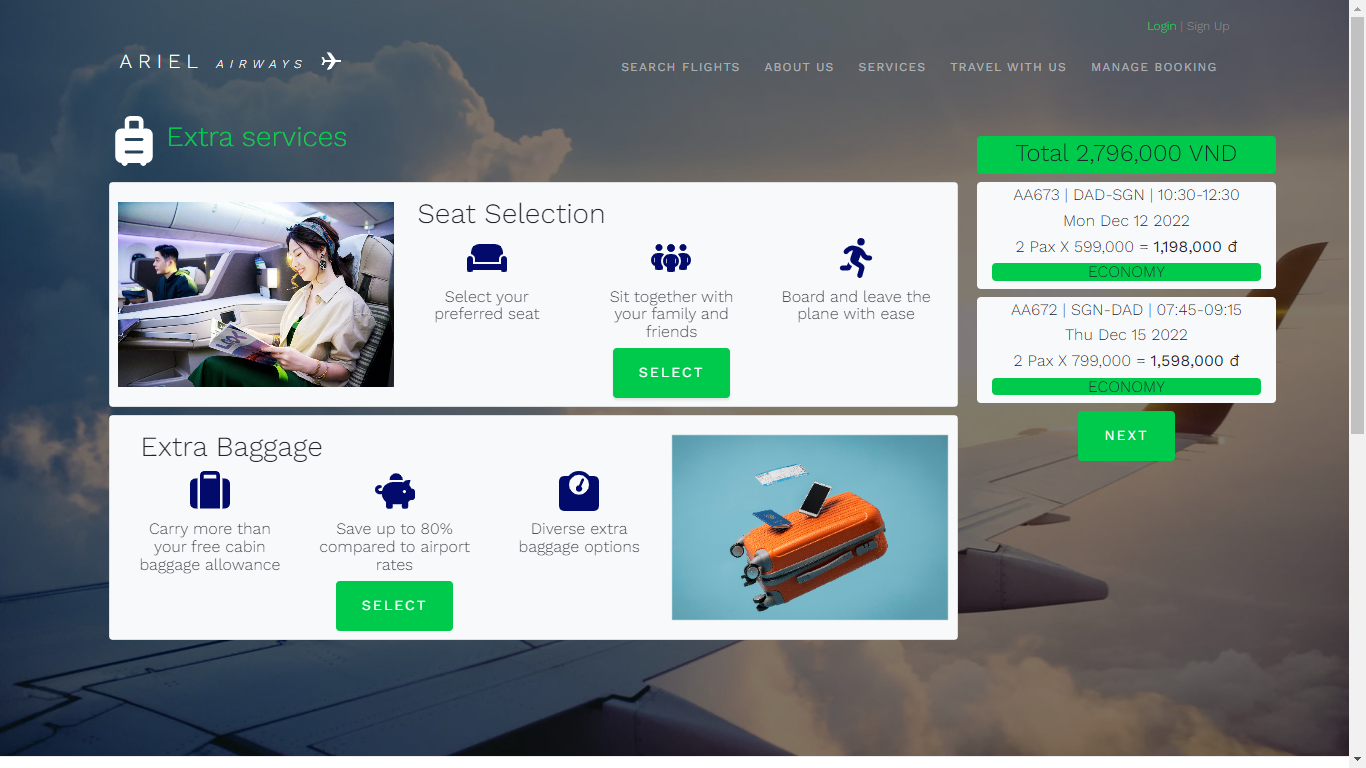 Login | Sign Up
ARIEL AIRWAYS
SEARCH FLIGHTS ABOUT US SERVICES TRAVEL WITH US MANAGE BOOKING
Extra services
Seat Selection
Select your
preferred seat
Sit together with
your family and
friends
Board and leave the
plane with ease
SELECT
Extra Baggage
Carry more than
your free cabin
baggage allowance
Save up to 80%
compared to airport
rates
Diverse extra
baggage options
SELECT
Total 2,796,000 VND
AA673 | DAD-SGN | 10:30-12:30
Mon Dec 12 2022
2 Pax X 599,000 = 1,198,000 đ
ECONOMY
AA672 | SGN-DAD | 07:45-09:15
Thu Dec 15 2022
2 Pax X 799,000 = 1,598,000 đ
ECONOMY
NEXT